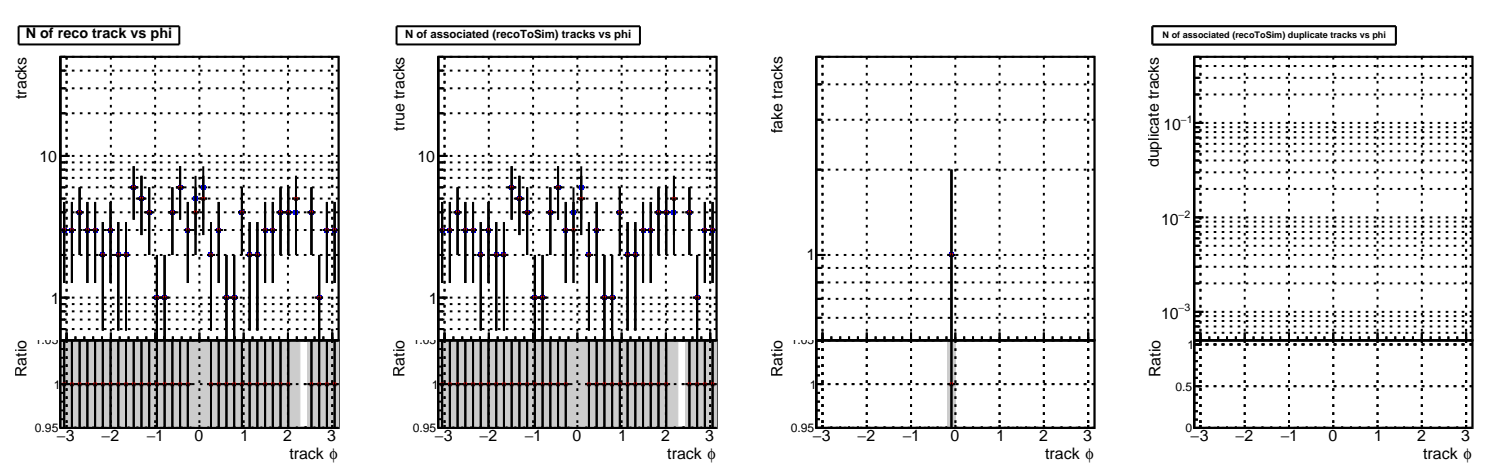 N of reco track vs phi
tracks
10
1
Ratio
1.05
1
0.95
−3 −2 −1 0 1 2 3
track ϕ
N of associated (recoToSim) tracks vs phi
true tracks
10
1
Ratio
1.05
1
0.95
−3 −2 −1 0 1 2 3
track ϕ
fake tracks
1
Ratio
1.05
1
0.95
−3 −2 −1 0 1 2 3
track ϕ
N of associated (recoToSim) duplicate tracks vs phi
duplicate tracks
10⁻¹
10⁻²
10⁻³
Ratio
1
0.5
0
−3 −2 −1 0 1 2 3
track ϕ